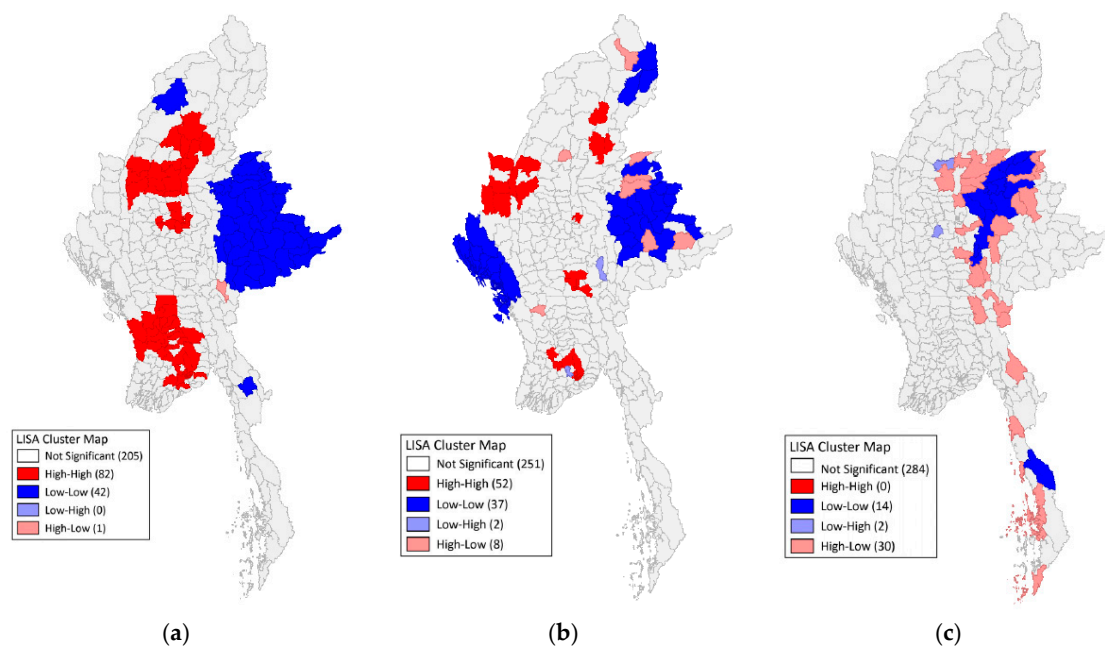 LISA Cluster Map
Not Significant (205)
High-High (82)
Low-Low (42)
Low-High (0)
High-Low (1)
LISA Cluster Map
Not Significant (251)
High-High (52)
Low-Low (37)
Low-High (2)
High-Low (8)
LISA Cluster Map
Not Significant (284)
High-High (0)
Low-Low (14)
Low-High (2)
High-Low (30)
(a)
(b)
(c)